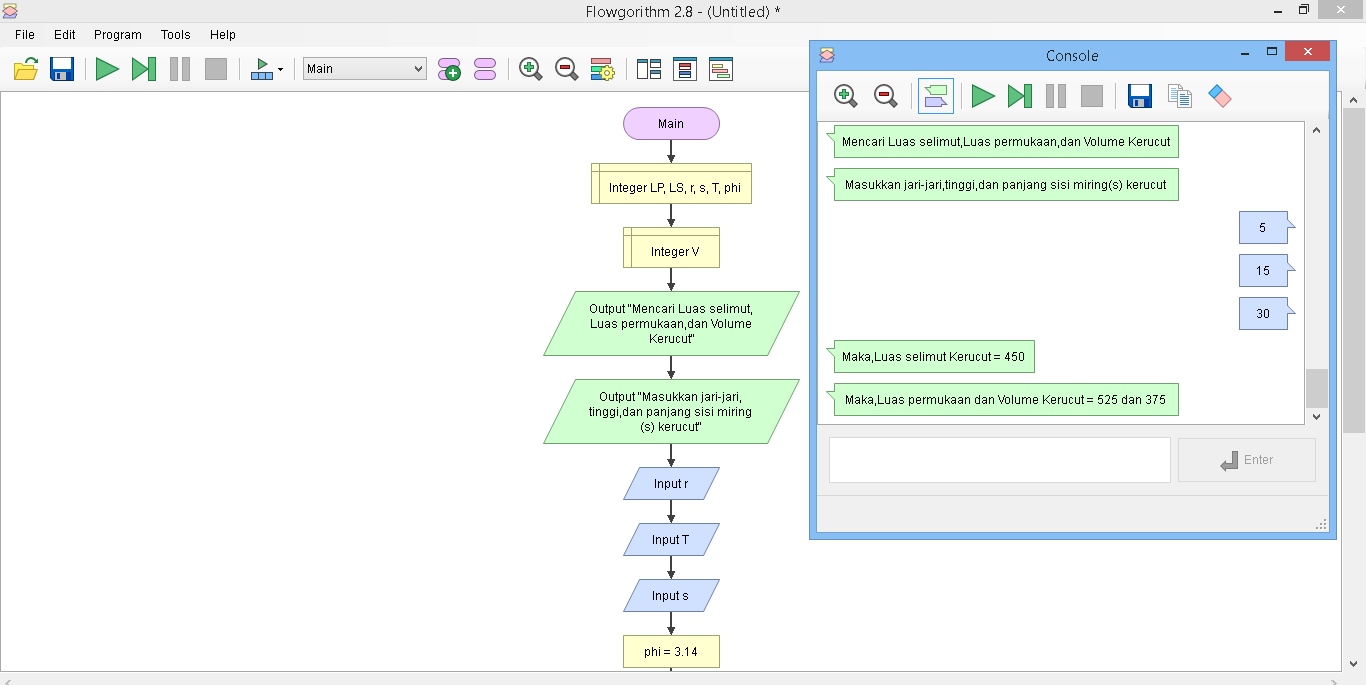 Flowgorithm 2.8 - (Untitled) *
File Edit Program Tools Help
Main
Main
Integer LP, LS, r, s, T, phi
Integer V
Output "Mencari Luas selimut,
Luas permukaan,dan Volume
Kerucut"
Output "Masukkan jari-jari,
tinggi,dan panjang sisi miring
(s) kerucut"
Input r
Input T
Input s
phi = 3.14
Console
Mencari Luas selimut,Luas permukaan,dan Volume Kerucut
Masukkan jari-jari,tinggi,dan panjang sisi miring(s) kerucut
5
15
30
Maka,Luas selimut Kerucut = 450
Maka,Luas permukaan dan Volume Kerucut = 525 dan 375
Enter